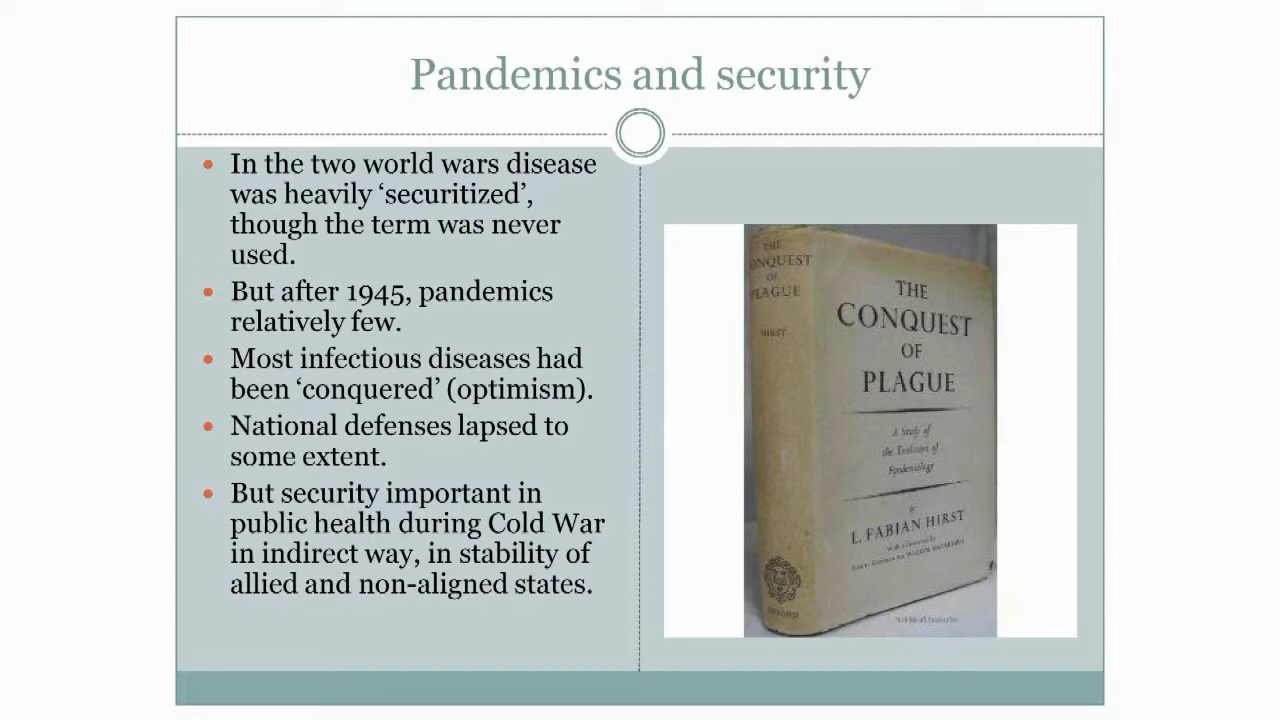 Pandemics and security
• In the two world wars disease
was heavily ‘securitized’,
though the term was never
used.
• But after 1945, pandemics
relatively few.
• Most infectious diseases had
been ‘conquered’ (optimism).
• National defenses lapsed to
some extent.
• But security important in
public health during Cold War
in indirect way, in stability of
allied and non-aligned states.
THE
CONQUEST
OF
PLAGUE
HIRST
OXFORD
THE
CONQUEST
OF
PLAGUE
A Study of
the Evolution of
Epidemiology
by
L. FABIAN HIRST